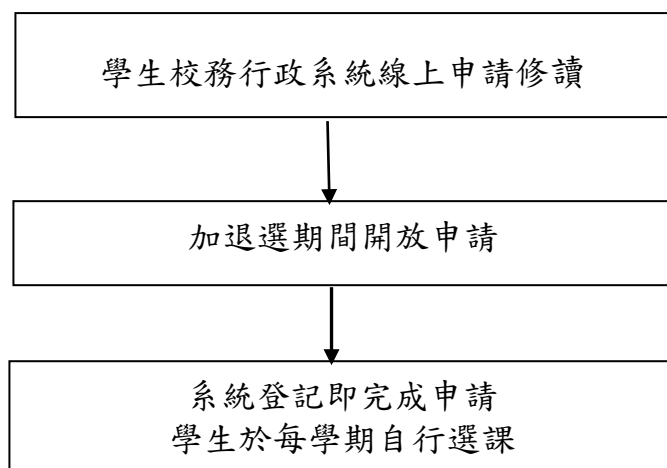 學生校務行政系統線上申請修讀
加退選期間開放申請
系統登記即完成申請
學生於每學期自行選課